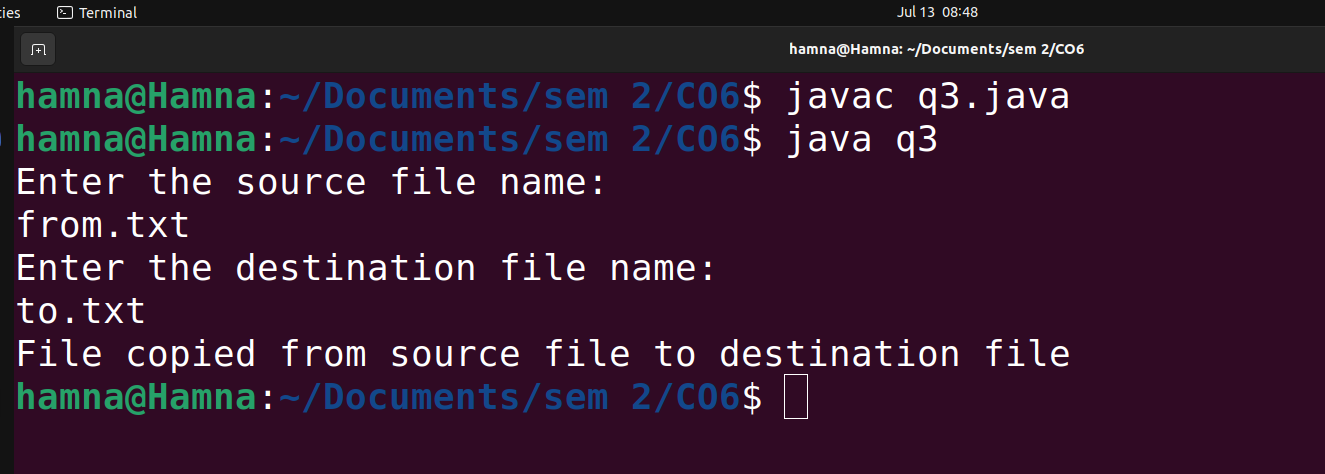 ties Terminal Jul 13 08:48
hamna@Hamna: ~/Documents/sem 2/CO6
hamna@Hamna:~/Documents/sem 2/CO6$ javac q3.java
hamna@Hamna:~/Documents/sem 2/CO6$ java q3
Enter the source file name:
from.txt
Enter the destination file name:
to.txt
File copied from source file to destination file
hamna@Hamna:~/Documents/sem 2/CO6$